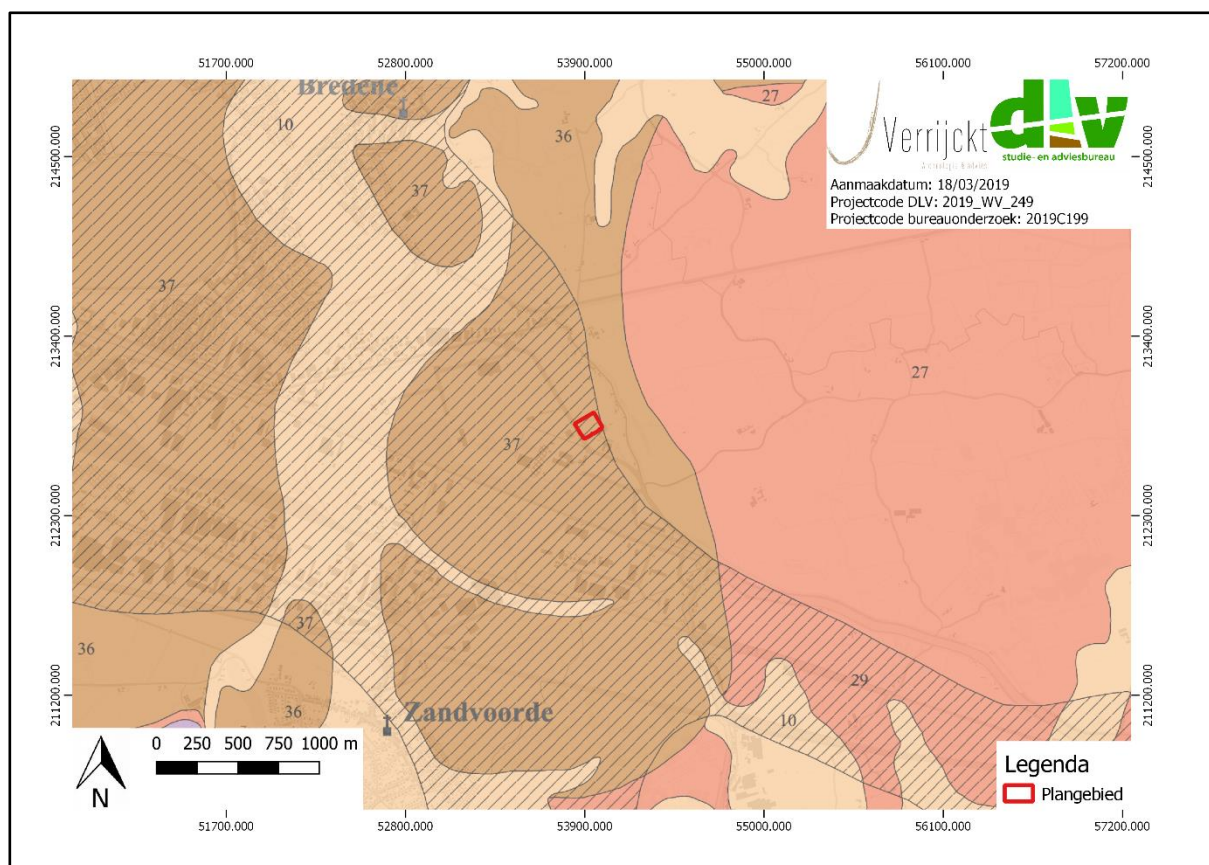 51700.000 52800.000 53900.000 55000.000 56100.000 57200.000
Bredene
10
36
27
37
37
37
27
37
36
36
29
10
Zandvoorde
214500.000
213400.000
212300.000
211200.000
214500.000
213400.000
212300.000
211200.000
Verrijckt
dlv
studie- en adviesbureau
Aanmaakdatum: 18/03/2019
Projectcode DLV: 2019_WV_249
Projectcode bureauonderzoek: 2019C199
0 250 500 750 1000 m
N
Legenda
Plangebied
51700.000 52800.000 53900.000 55000.000 56100.000 57200.000